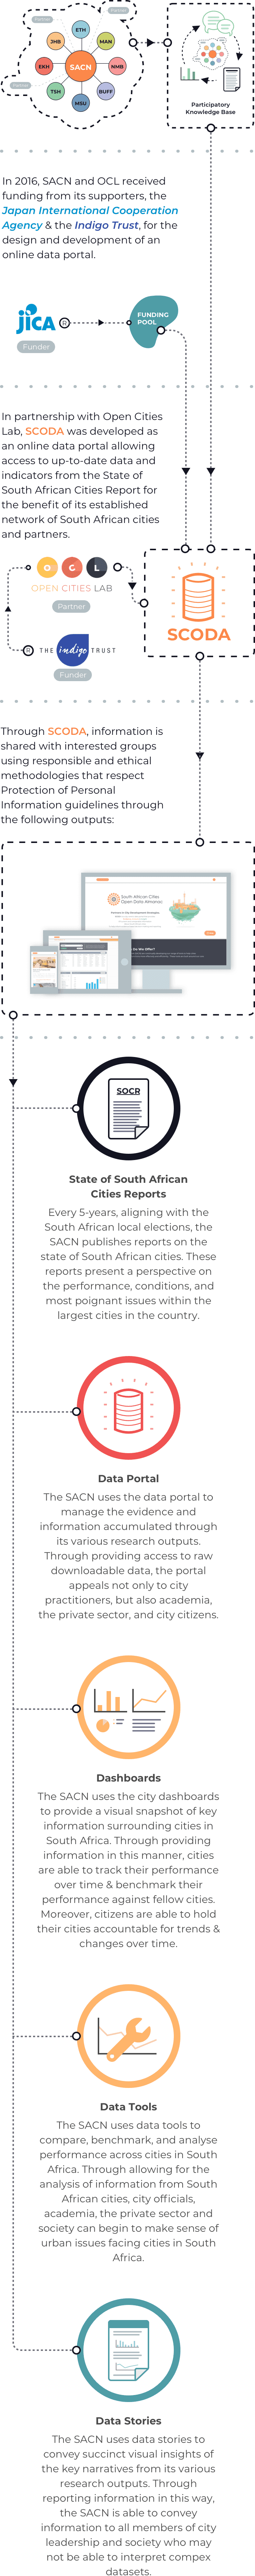 Partner
Partner
ETH
JHB
MAN
EKH
SACN
NMB
Partner
TSH
BUFF
MSU
Participatory
Knowledge Base
In 2016, SACN and OCL received
funding from its supporters, the
Japan International Cooperation
Agency & the Indigo Trust, for the
design and development of an
online data portal.
jica
R
FUNDING
POOL
Funder
In partnership with Open Cities
Lab, SCODA was developed as
an online data portal allowing
access to up-to-date data and
indicators from the State of
South African Cities Report for
the benefit of its established
network of South African cities
and partners.
O C L
OPEN CITIES LAB
Partner
SCODA
R
THE indigo TRUST
Funder
Through SCODA, information is
shared with interested groups
using responsible and ethical
methodologies that respect
Protection of Personal
Information guidelines through
the following outputs:
South African Cities
Open Data Almanac
SOCR
State of South African
Cities Reports
Every 5-years, aligning with the
South African local elections, the
SACN publishes reports on the
state of South African cities. These
reports present a perspective on
the performance, conditions, and
most poignant issues within the
largest cities in the country.
Data Portal
The SACN uses the data portal to
manage the evidence and
information accumulated through
its various research outputs.
Through providing access to raw
downloadable data, the portal
appeals not only to city
practitioners, but also academia,
the private sector, and city citizens.
Dashboards
The SACN uses the city dashboards
to provide a visual snapshot of key
information surrounding cities in
South Africa. Through providing
information in this manner, cities
are able to track their performance
over time & benchmark their
performance against fellow cities.
Moreover, citizens are able to hold
their cities accountable for trends &
changes over time.
Data Tools
The SACN uses data tools to
compare, benchmark, and analyse
performance across cities in South
Africa. Through allowing for the
analysis of information from South
African cities, city officials,
academia, the private sector and
society can begin to make sense of
urban issues facing cities in South
Africa.
Data Stories
The SACN uses data stories to
convey succinct visual insights of
the key narratives from its various
research outputs. Through
reporting information in this way,
the SACN is able to convey
information to all members of city
leadership and society who may
not be able to interpret compex
datasets.